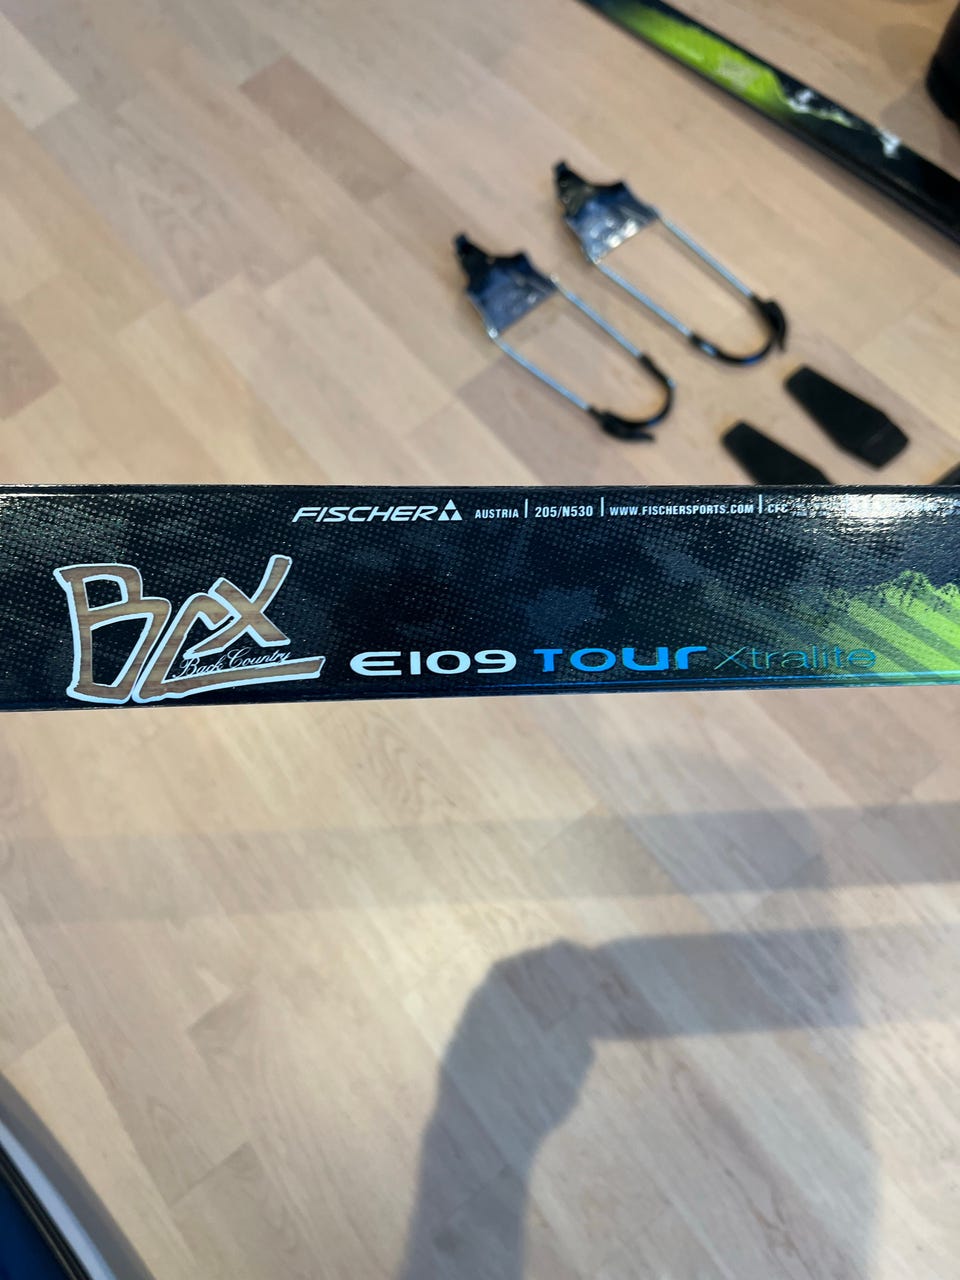 FISCHER AUSTRIA | 205/N530 | WWW.FISCHERSPORTS.COM | CFC
BCX
Back Country
E109 Tour Xtralite